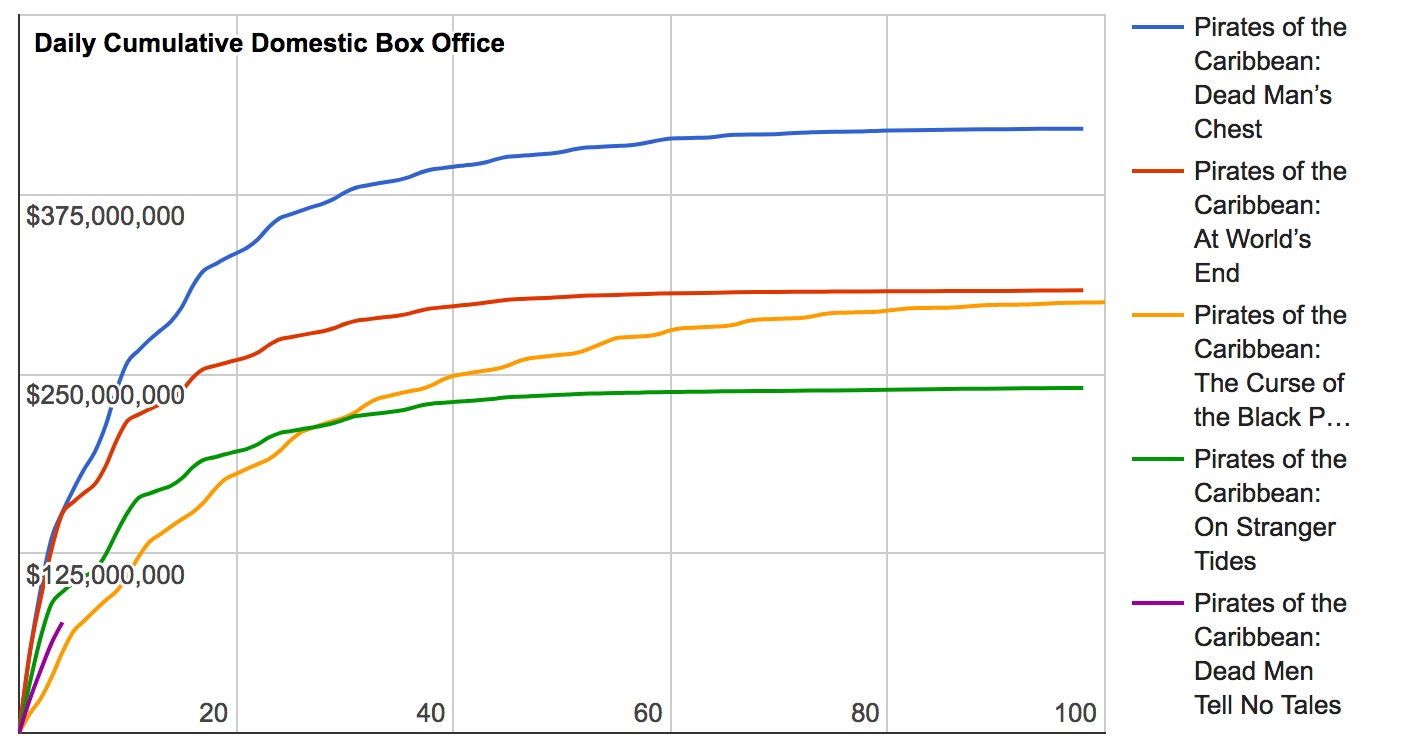 Daily Cumulative Domestic Box Office
$375,000,000
$250,000,000
$125,000,000
20
40
60
80
100
Pirates of the
Caribbean:
Dead Man’s
Chest
Pirates of the
Caribbean:
At World’s
End
Pirates of the
Caribbean:
The Curse of
the Black P…
Pirates of the
Caribbean:
On Stranger
Tides
Pirates of the
Caribbean:
Dead Men
Tell No Tales